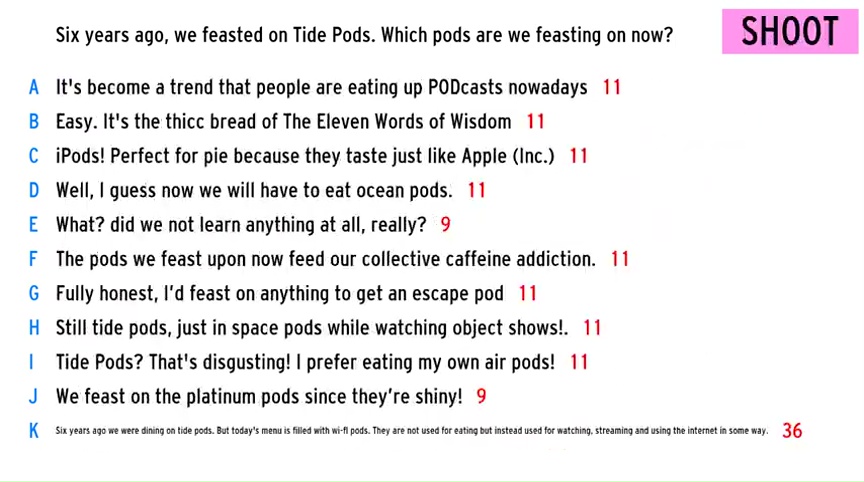 Six years ago, we feasted on Tide Pods. Which pods are we feasting on now?
SHOOT
A It's become a trend that people are eating up PODcasts nowadays 11
B Easy. It's the thicc bread of The Eleven Words of Wisdom 11
C iPods! Perfect for pie because they taste just like Apple (Inc.) 11
D Well, I guess now we will have to eat ocean pods. 11
E What? did we not learn anything at all, really? 9
F The pods we feast upon now feed our collective caffeine addiction. 11
G Fully honest, I’d feast on anything to get an escape pod 11
H Still tide pods, just in space pods while watching object shows!. 11
I Tide Pods? That's disgusting! I prefer eating my own air pods! 11
J We feast on the platinum pods since they’re shiny! 9
K Six years ago we were dining on tide pods. But today's menu is filled with wi-fi pods. They are not used for eating but instead used for watching, streaming and using the internet in some way. 36